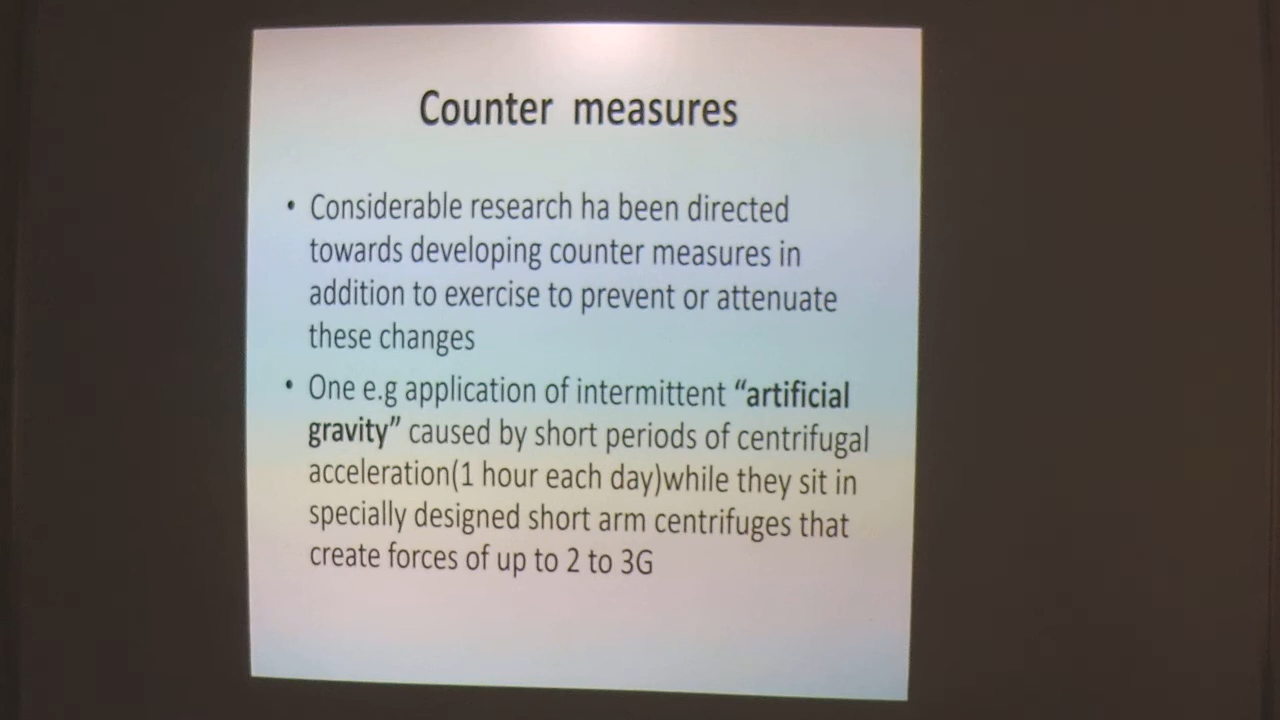 Counter measures
• Considerable research ha been directed
towards developing counter measures in
addition to exercise to prevent or attenuate
these changes
• One e.g application of intermittent “artificial
gravity” caused by short periods of centrifugal
acceleration(1 hour each day)while they sit in
specially designed short arm centrifuges that
create forces of up to 2 to 3G